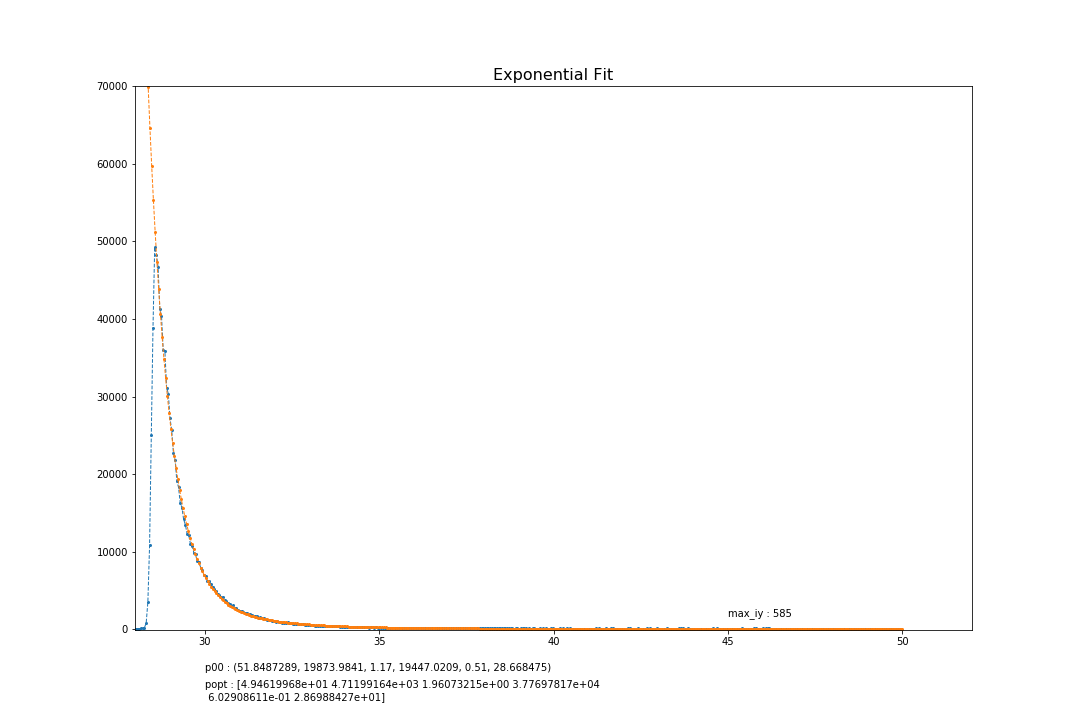 Exponential Fit
70000
60000
50000
40000
30000
20000
10000
0
max_iy : 585
30
35
40
45
50
p00 : (51.8487289, 19873.9841, 1.17, 19447.0209, 0.51, 28.668475)
popt : [4.94619968e+01 4.71199164e+03 1.96073215e+00 3.77697817e+04
6.02908611e-01 2.86988427e+01]